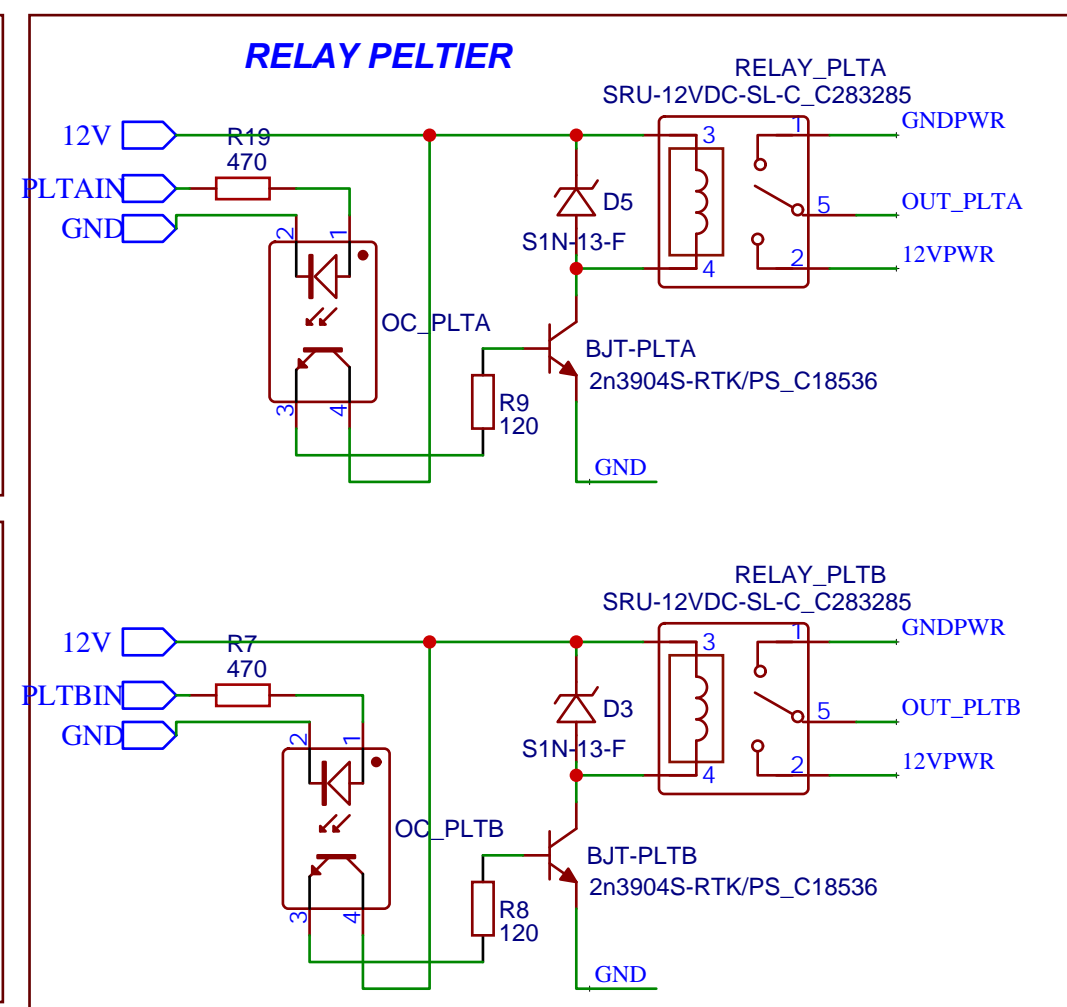 RELAY PELTIER
RELAY_PLTA
SRU-12VDC-SL-C_C283285
12V
R19
470
PLTAIN
GND
3
4
1
5
2
GNDPWR
OUT_PLTA
12VPWR
D5
S1N-13-F
2
1
OC_PLTA
3
4
BJT-PLTA
2n3904S-RTK/PS_C18536
R9
120
GND
RELAY_PLTB
SRU-12VDC-SL-C_C283285
12V
R7
470
PLTBIN
GND
3
4
1
5
2
GNDPWR
OUT_PLTB
12VPWR
D3
S1N-13-F
2
1
OC_PLTB
3
4
BJT-PLTB
2n3904S-RTK/PS_C18536
R8
120
GND